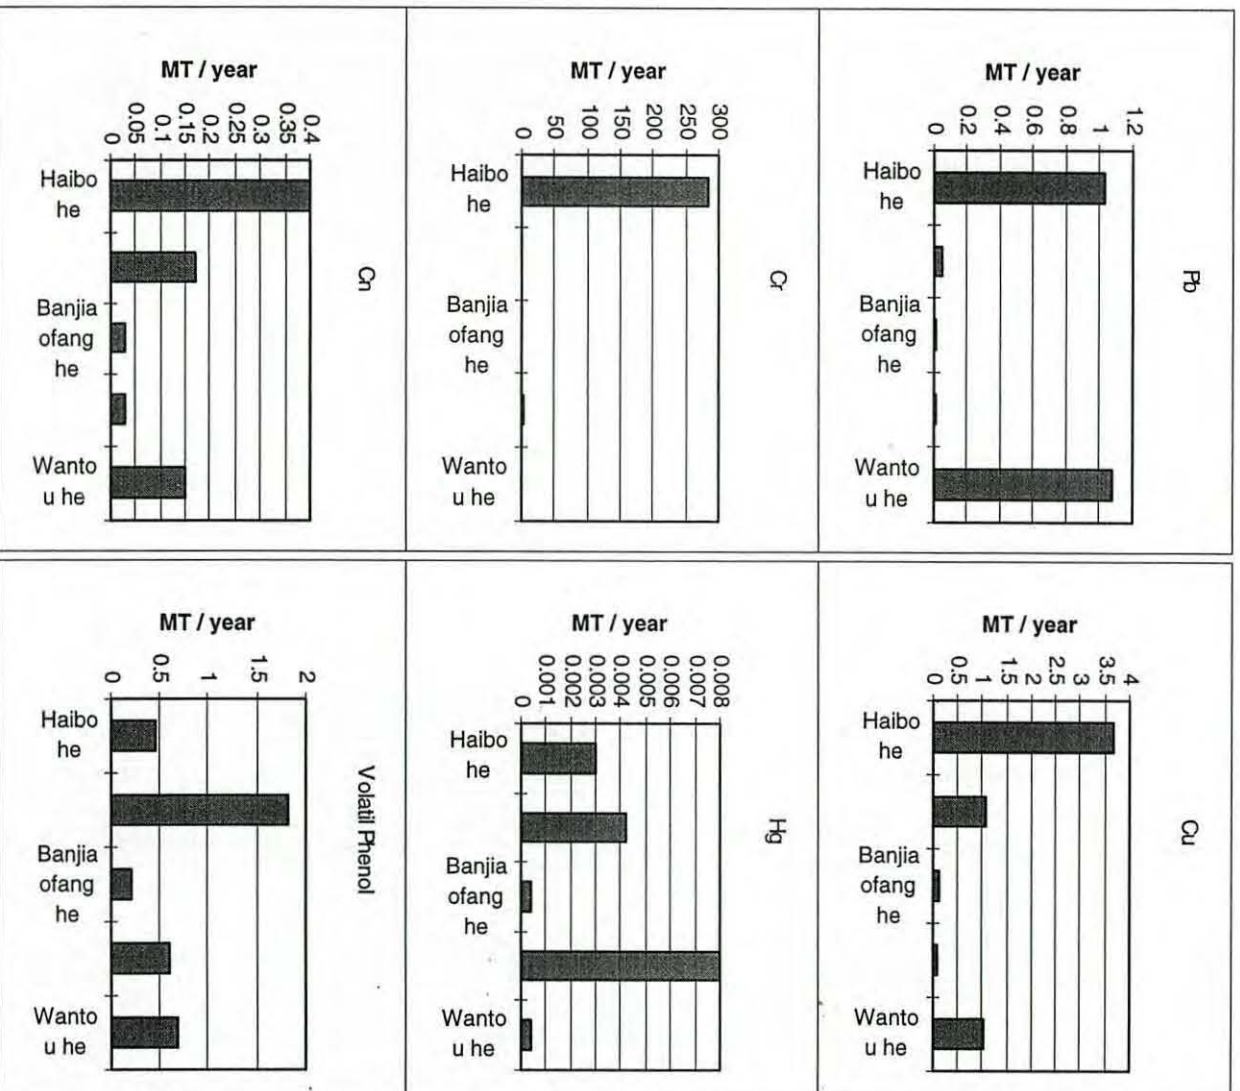 MT / year
0
0.2
0.4
0.6
0.8
1
1.2
Haibo
he
Banjia
ofang
he
Wanto
u he
Pb
MT / year
0
50
100
150
200
250
300
Haibo
he
Banjia
ofang
he
Wanto
u he
Cr
MT / year
0
0.05
0.1
0.15
0.2
0.25
0.3
0.35
0.4
Haibo
he
Banjia
ofang
he
Wanto
u he
Cn
MT / year
0
0.5
1
1.5
2
2.5
3
3.5
4
Haibo
he
Banjia
ofang
he
Wanto
u he
Cu
MT / year
0
0.001
0.002
0.003
0.004
0.005
0.006
0.007
0.008
Haibo
he
Banjia
ofang
he
Wanto
u he
Hg
MT / year
0
0.5
1
1.5
2
Haibo
he
Banjia
ofang
he
Wanto
u he
Volatil Phenol